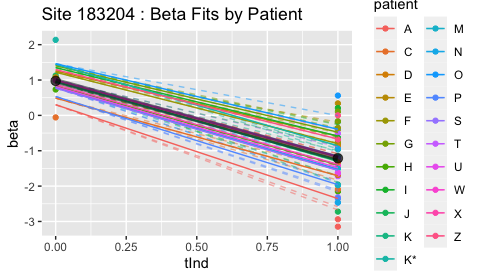 Site 183204 : Beta Fits by Patient
beta
2
1
0
-1
-2
-3
0.00
0.25
0.50
0.75
1.00
tInd
patient
A
C
D
E
F
G
H
I
J
K
K*
M
N
O
P
S
T
U
W
X
Z